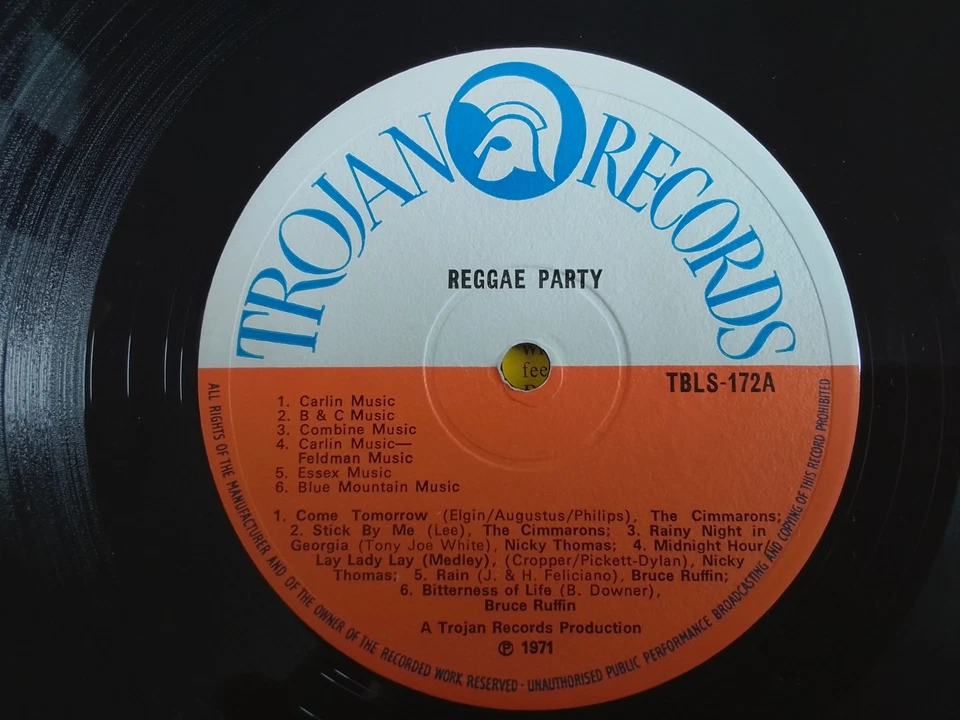 TROJAN RECORDS
REGGAE PARTY
TBLS-172A
1. Carlin Music
2. B & C Music
3. Combine Music
4. Carlin Music—
Feldman Music
5. Essex Music
6. Blue Mountain Music
1. Come Tomorrow (Elgin/Augustus/Philips), The Cimmarons;
2. Stick By Me (Lee), The Cimmarons; 3. Rainy Night in
Georgia (Tony Joe White), Nicky Thomas; 4. Midnight Hour/
Lay Lady Lay (Medley), (Cropper/Pickett-Dylan), Nicky
Thomas; 5. Rain (J. & H. Feliciano), Bruce Ruffin;
6. Bitterness of Life (B. Downer),
Bruce Ruffin
A Trojan Records Production
℗ 1971
ALL RIGHTS OF THE MANUFACTURER AND OF THE OWNER OF THE RECORDED WORK RESERVED · UNAUTHORISED PUBLIC PERFORMANCE BROADCASTING AND COPYING OF THIS RECORD PROHIBITED
fee